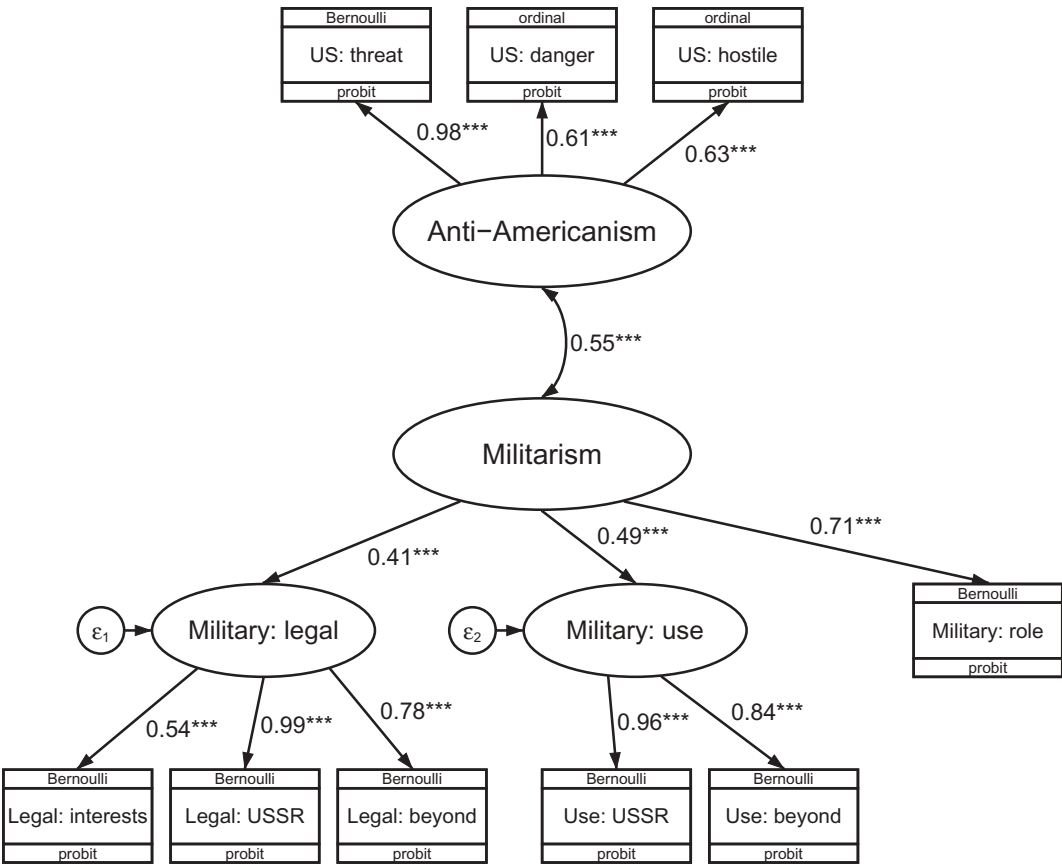 Bernoulli
US: threat
probit
ordinal
US: danger
probit
ordinal
US: hostile
probit
0.98***
0.61***
0.63***
Anti−Americanism
0.55***
Militarism
0.41***
0.49***
0.71***
ε1
Military: legal
ε2
Military: use
Bernoulli
Military: role
probit
0.54***
0.99***
0.78***
0.96***
0.84***
Bernoulli
Legal: interests
probit
Bernoulli
Legal: USSR
probit
Bernoulli
Legal: beyond
probit
Bernoulli
Use: USSR
probit
Bernoulli
Use: beyond
probit